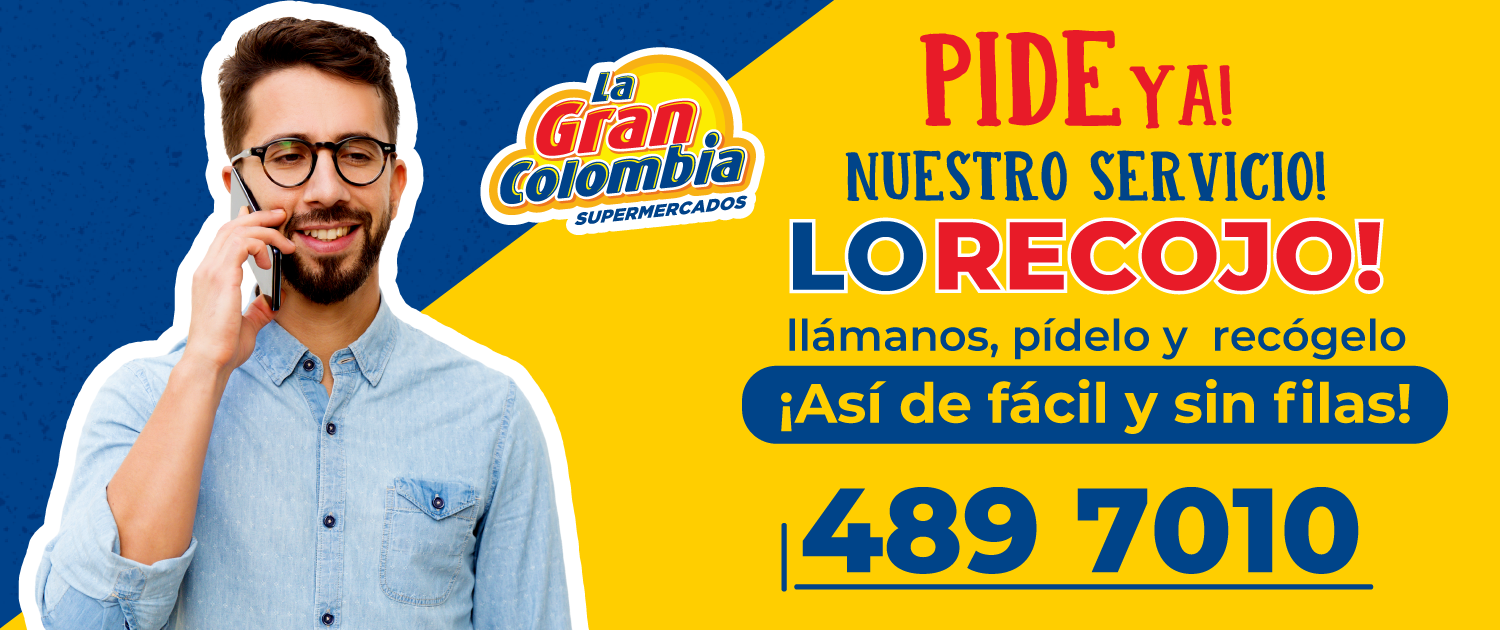 La
Gran
Colombia
SUPERMERCADOS
PIDE YA!
NUESTRO SERVICIO!
LO RECOJO!
llámanos, pídelo y recógelo
¡Así de fácil y sin filas!
489 7010